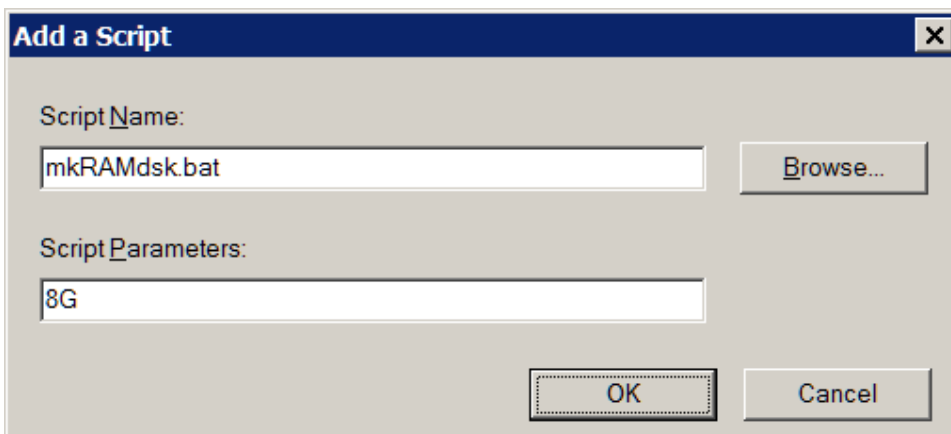 Add a Script
Script Name:
mkRAMdsk.bat
Browse...
Script Parameters:
8G
OK
Cancel